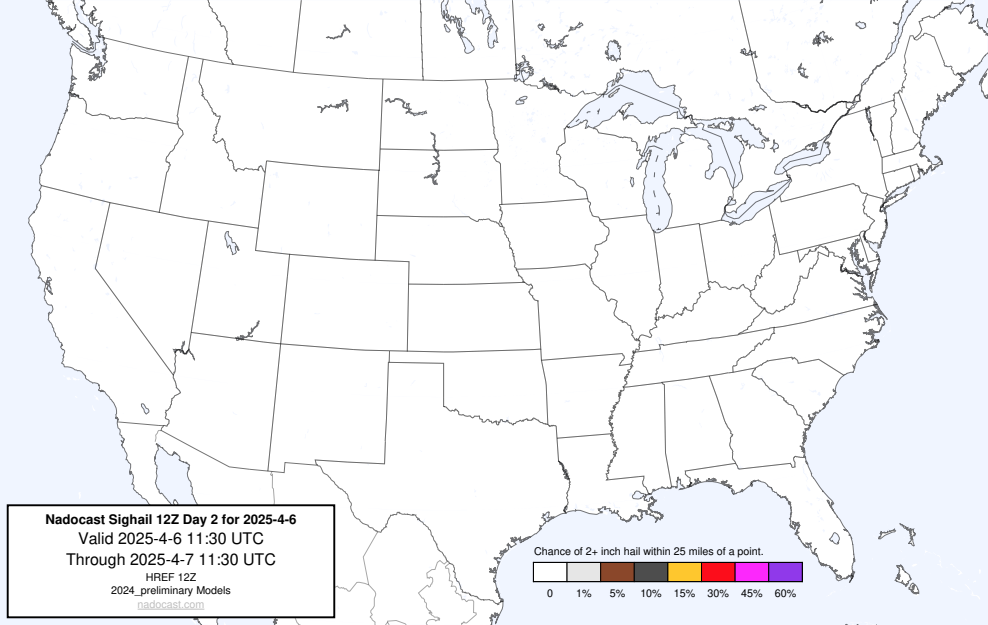 Nadocast Sighail 12Z Day 2 for 2025-4-6
Valid 2025-4-6 11:30 UTC
Through 2025-4-7 11:30 UTC
HREF 12Z
2024_preliminary Models
nadocast.com
Chance of 2+ inch hail within 25 miles of a point.
0 1% 5% 10% 15% 30% 45% 60%